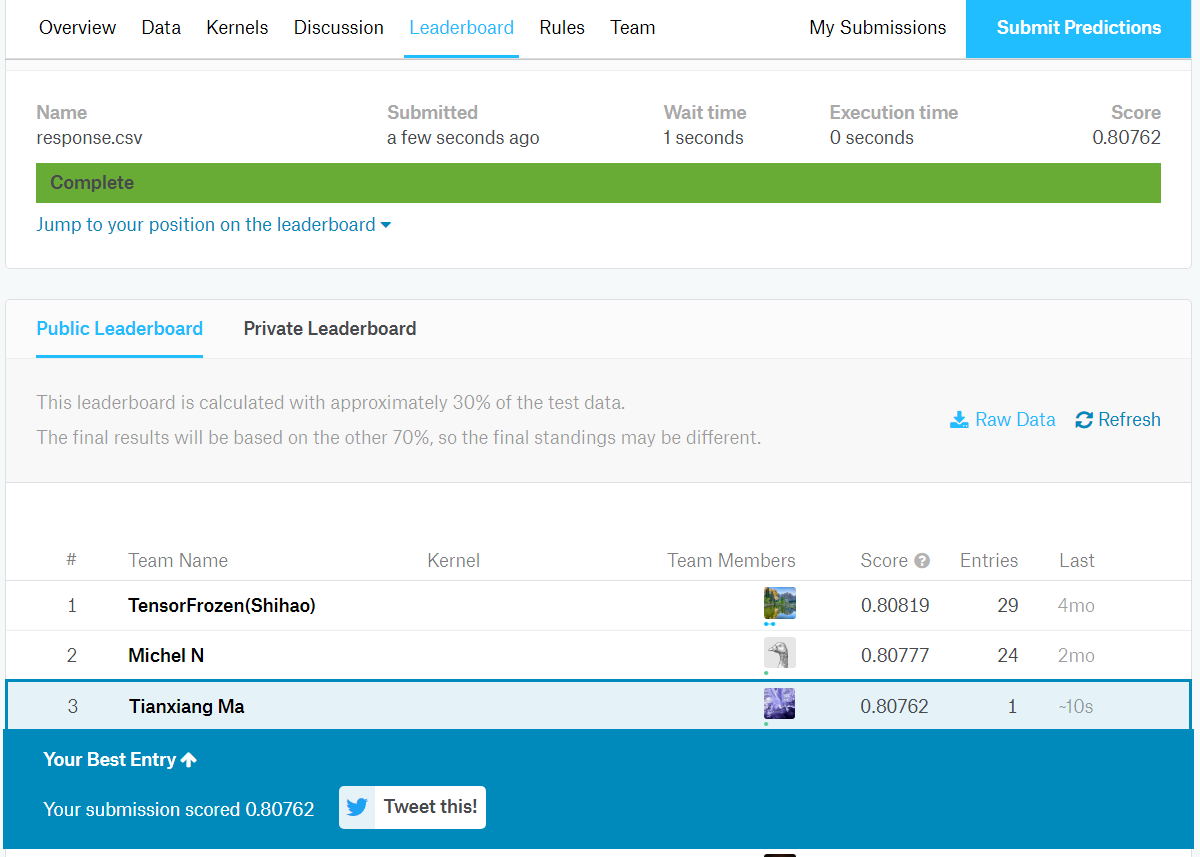 Overview Data Kernels Discussion Leaderboard Rules Team My Submissions Submit Predictions
Name Submitted Wait time Execution time Score
response.csv a few seconds ago 1 seconds 0 seconds 0.80762
Complete
Jump to your position on the leaderboard
Public Leaderboard Private Leaderboard
This leaderboard is calculated with approximately 30% of the test data.
The final results will be based on the other 70%, so the final standings may be different.
Raw Data Refresh
# Team Name Kernel Team Members Score ? Entries Last
1 TensorFrozen(Shihao) 0.80819 29 4mo
2 Michel N 0.80777 24 2mo
3 Tianxiang Ma 0.80762 1 ~10s
Your Best Entry
Your submission scored 0.80762 Tweet this!